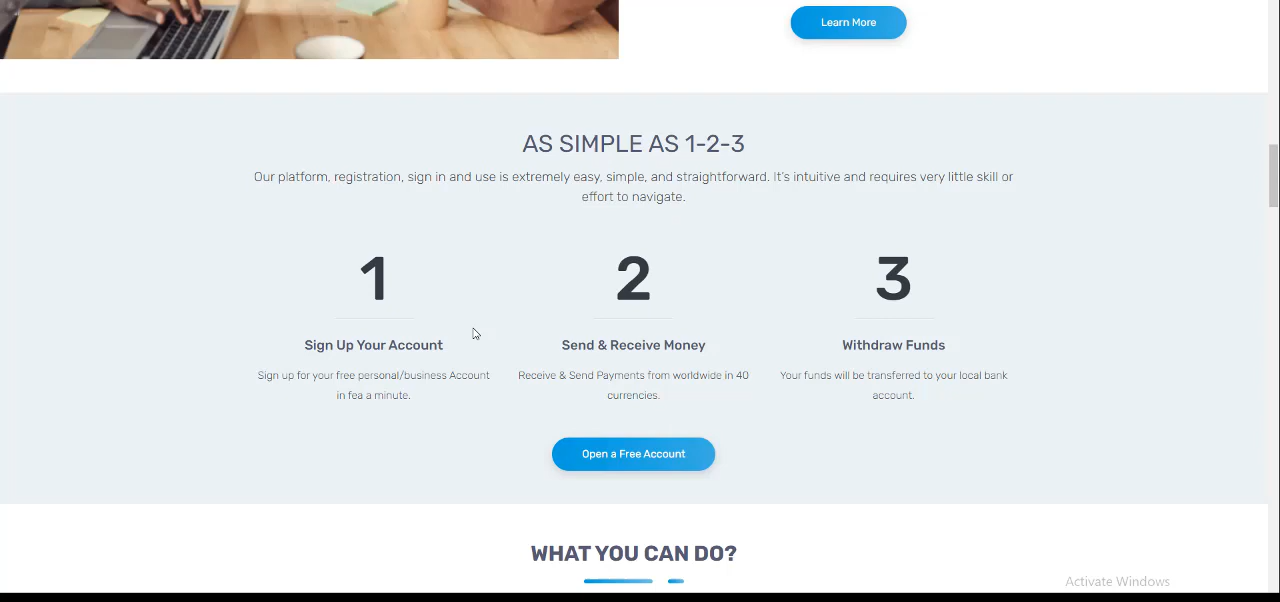 Learn More
AS SIMPLE AS 1-2-3
Our platform, registration, sign in and use is extremely easy, simple, and straightforward. It's intuitive and requires very little skill or
effort to navigate.
1
Sign Up Your Account
Sign up for your free personal/business Account
in fea a minute.
2
Send & Receive Money
Receive & Send Payments from worldwide in 40
currencies.
3
Withdraw Funds
Your funds will be transferred to your local bank
account.
Open a Free Account
WHAT YOU CAN DO?
Activate Windows